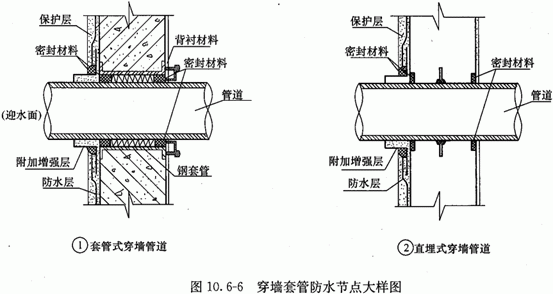 保护层
密封材料
背衬材料
密封材料
管道
(迎水面)
附加增强层
防水层
钢套管
①套管式穿墙管道
保护层
密封材料
密封材料
管道
附加增强层
防水层
②直埋式穿墙管道
图 10.6-6 穿墙套管防水节点大样图